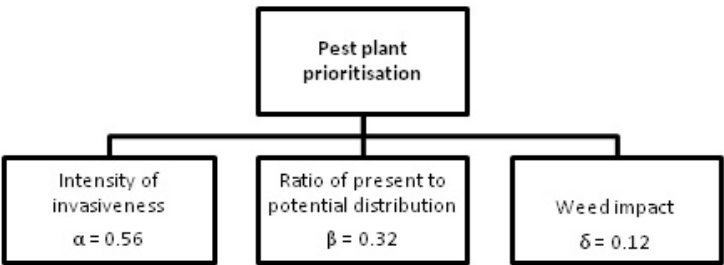 Pest plant
prioritisation
Intensity of
invasiveness
α = 0.56
Ratio of present to
potential distribution
β = 0.32
Weed impact
δ = 0.12